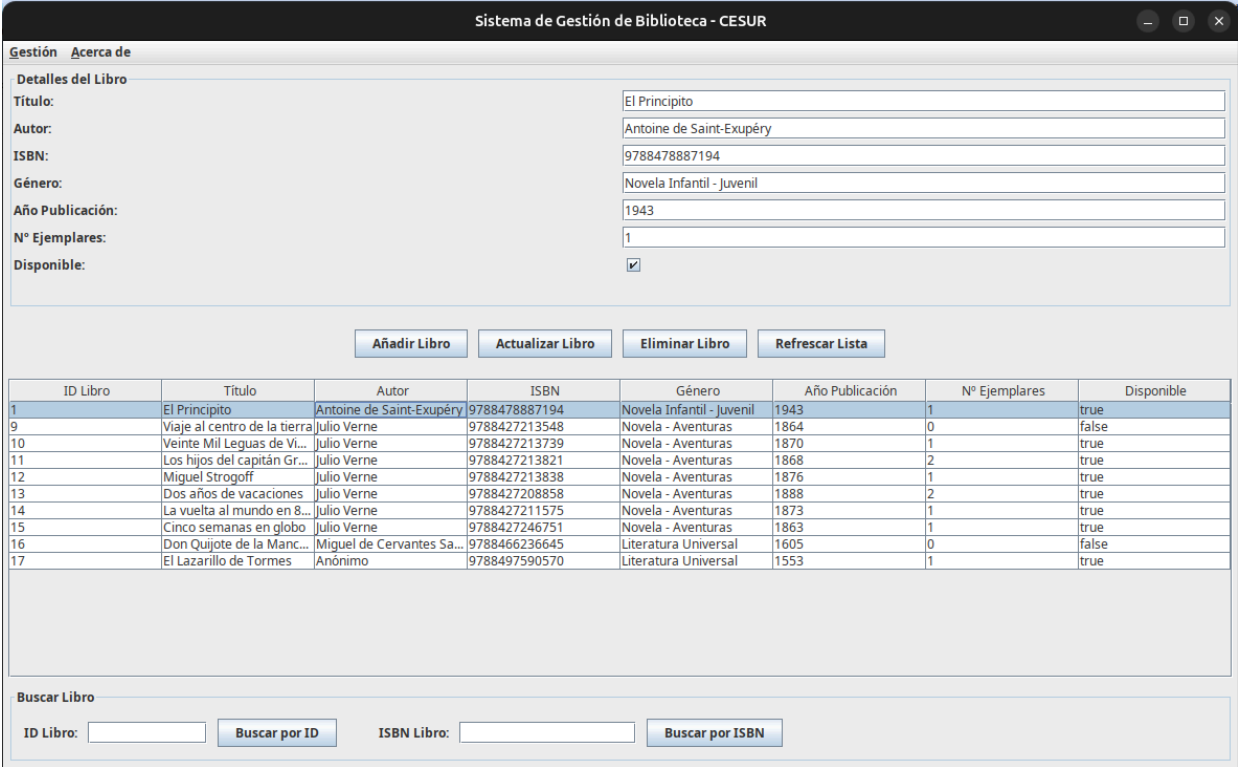 Sistema de Gestión de Biblioteca - CESUR
Gestión Acerca de
Detalles del Libro
Título: El Principito
Autor: Antoine de Saint-Exupéry
ISBN: 9788478887194
Género: Novela Infantil - Juvenil
Año Publicación: 1943
Nº Ejemplares: 1
Disponible:
Añadir Libro Actualizar Libro Eliminar Libro Refrescar Lista
ID Libro Título Autor ISBN Género Año Publicación Nº Ejemplares Disponible
1 El Principito Antoine de Saint-Exupéry 9788478887194 Novela Infantil - Juvenil 1943 1 true
9 Viaje al centro de la tierra Julio Verne 9788427213548 Novela - Aventuras 1864 0 false
10 Veinte Mil Leguas de Vi... Julio Verne 9788427213739 Novela - Aventuras 1870 1 true
11 Los hijos del capitán Gr... Julio Verne 9788427213821 Novela - Aventuras 1868 2 true
12 Miguel Strogoff Julio Verne 9788427213838 Novela - Aventuras 1876 1 true
13 Dos años de vacaciones Julio Verne 9788427208858 Novela - Aventuras 1888 2 true
14 La vuelta al mundo en 8... Julio Verne 9788427211575 Novela - Aventuras 1873 1 true
15 Cinco semanas en globo Julio Verne 9788427246751 Novela - Aventuras 1863 1 true
16 Don Quijote de la Manc... Miguel de Cervantes Sa... 9788466236645 Literatura Universal 1605 0 false
17 El Lazarillo de Tormes Anónimo 9788497590570 Literatura Universal 1553 1 true
Buscar Libro
ID Libro: Buscar por ID ISBN Libro: Buscar por ISBN